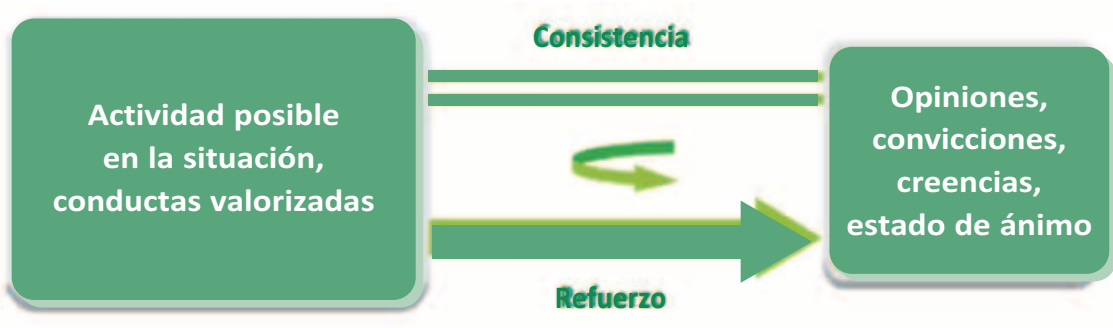 Consistencia
Actividad posible
en la situación,
conductas valorizadas
Opiniones,
convicciones,
creencias,
estado de ánimo
Refuerzo